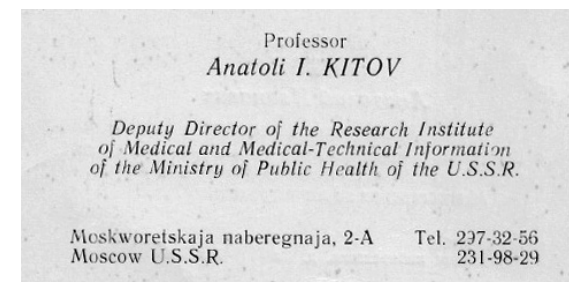 Professor
Anatoli I. KITOV
Deputy Director of the Research Institute
of Medical and Medical-Technical Information
of the Ministry of Public Health of the U.S.S.R.
Moskworetskaja naberegnaja, 2-A Tel. 297-32-56
Moscow U.S.S.R. 231-98-29